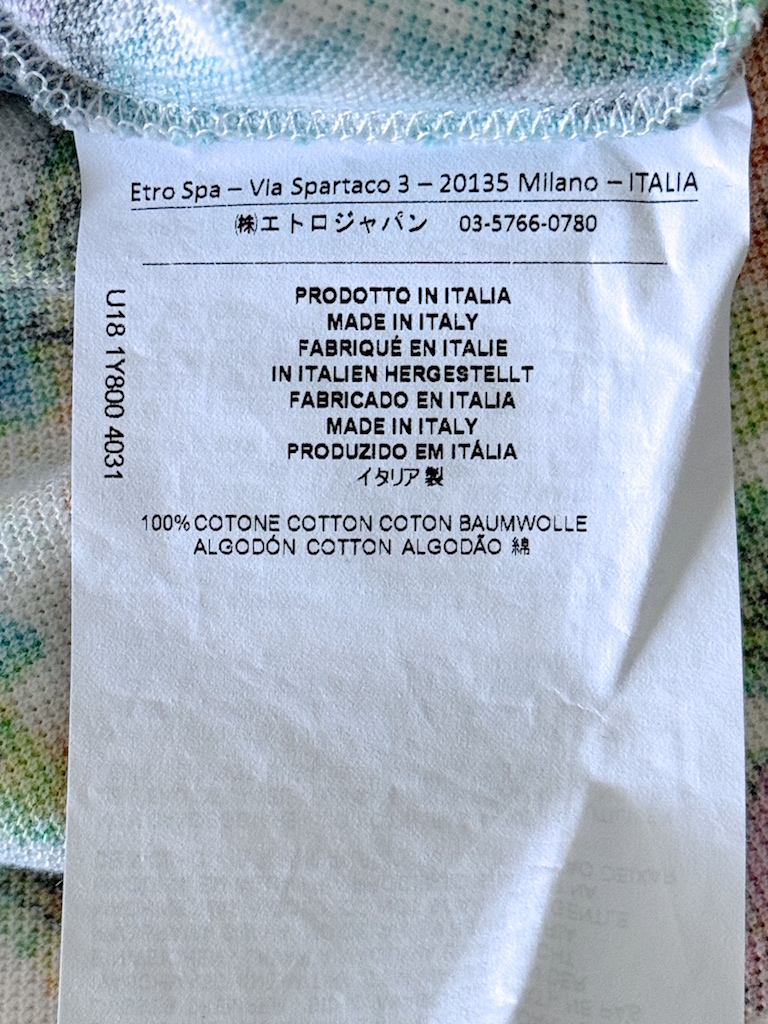 Etro Spa – Via Spartaco 3 – 20135 Milano – ITALIA
㈱エトロジャパン 03-5766-0780
U18 1Y800 4031
PRODOTTO IN ITALIA
MADE IN ITALY
FABRIQUÉ EN ITALIE
IN ITALIEN HERGESTELLT
FABRICADO EN ITALIA
MADE IN ITALY
PRODUZIDO EM ITÁLIA
イタリア製
100% COTONE COTTON COTON BAUMWOLLE
ALGODÓN COTTON ALGODÃO 綿